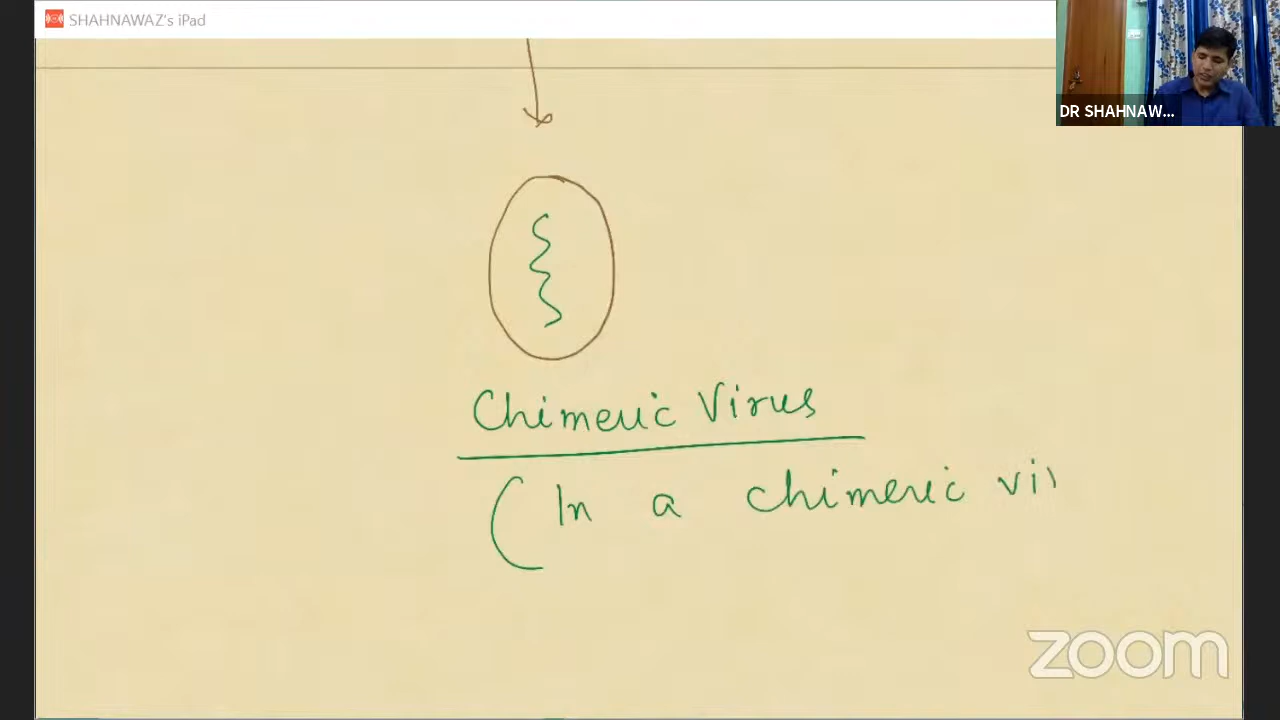 SHAHNAWAZ's iPad
DR SHAHNAW...
Chimeric Virus
(In a chimeric vi
zoom